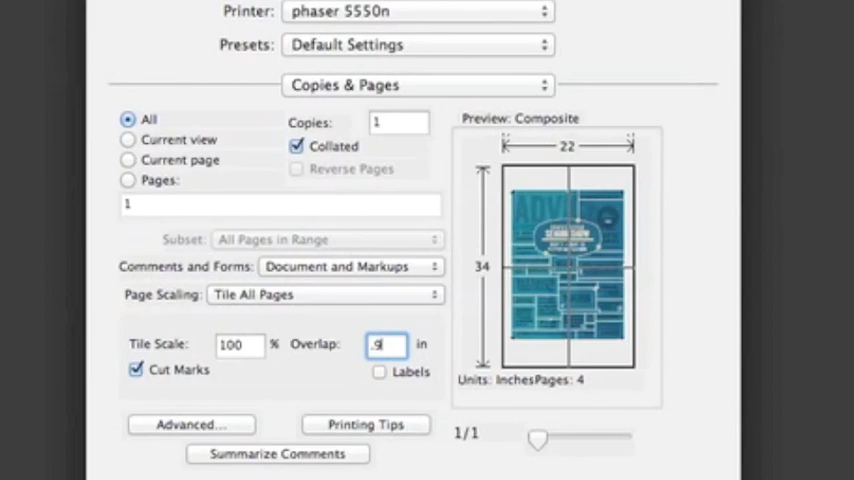 Printer: phaser 5550n
Presets: Default Settings
Copies & Pages
All
Current view
Current page
Pages:
1
Copies: 1
Collated
Reverse Pages
Subset: All Pages in Range
Comments and Forms: Document and Markups
Page Scaling: Tile All Pages
Tile Scale: 100 % Overlap: .9 in
Cut Marks
Labels
Advanced...
Printing Tips
Summarize Comments
Preview: Composite
22
34
ADVE
Units: InchesPages: 4
1/1